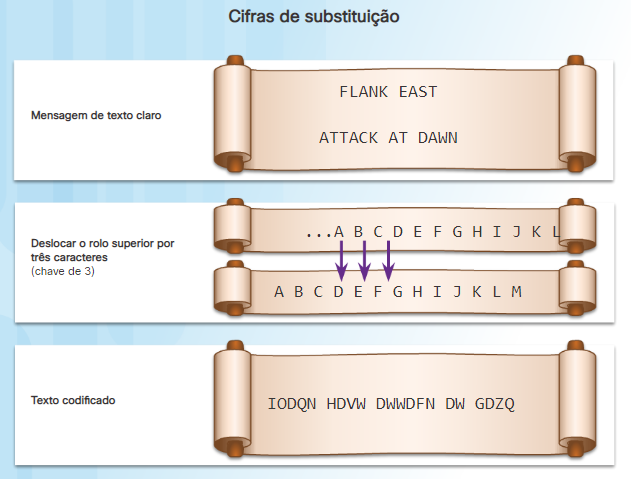 Cifras de substituição
Mensagem de texto claro
FLANK EAST
ATTACK AT DAWN
Deslocar o rolo superior por
três caracteres
(chave de 3)
...A B C D E F G H I J K L
A B C D E F G H I J K L M
Texto codificado
IODQN HDVW DWWDFN DW GDZQ